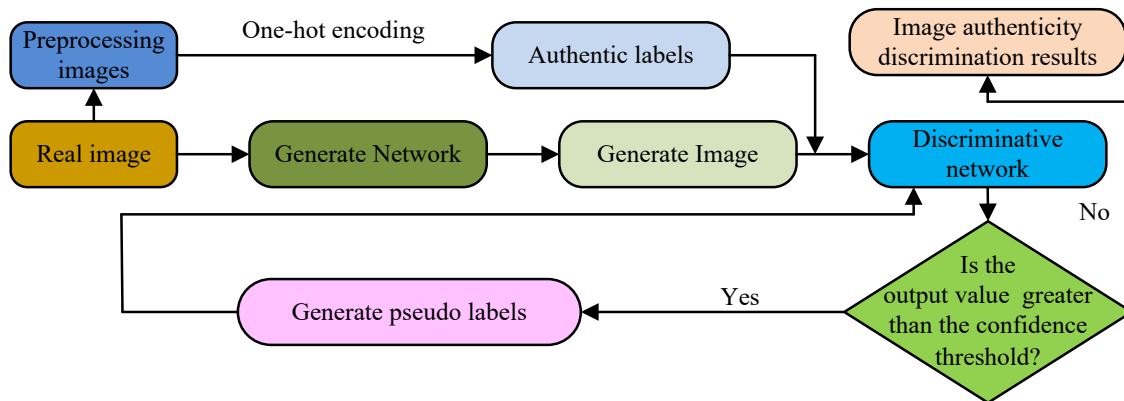 Preprocessing
images
One-hot encoding
Authentic labels
Image authenticity
discrimination results
Real image
Generate Network
Generate Image
Discriminative
network
No
Is the
output value greater
than the confidence
threshold?
Yes
Generate pseudo labels